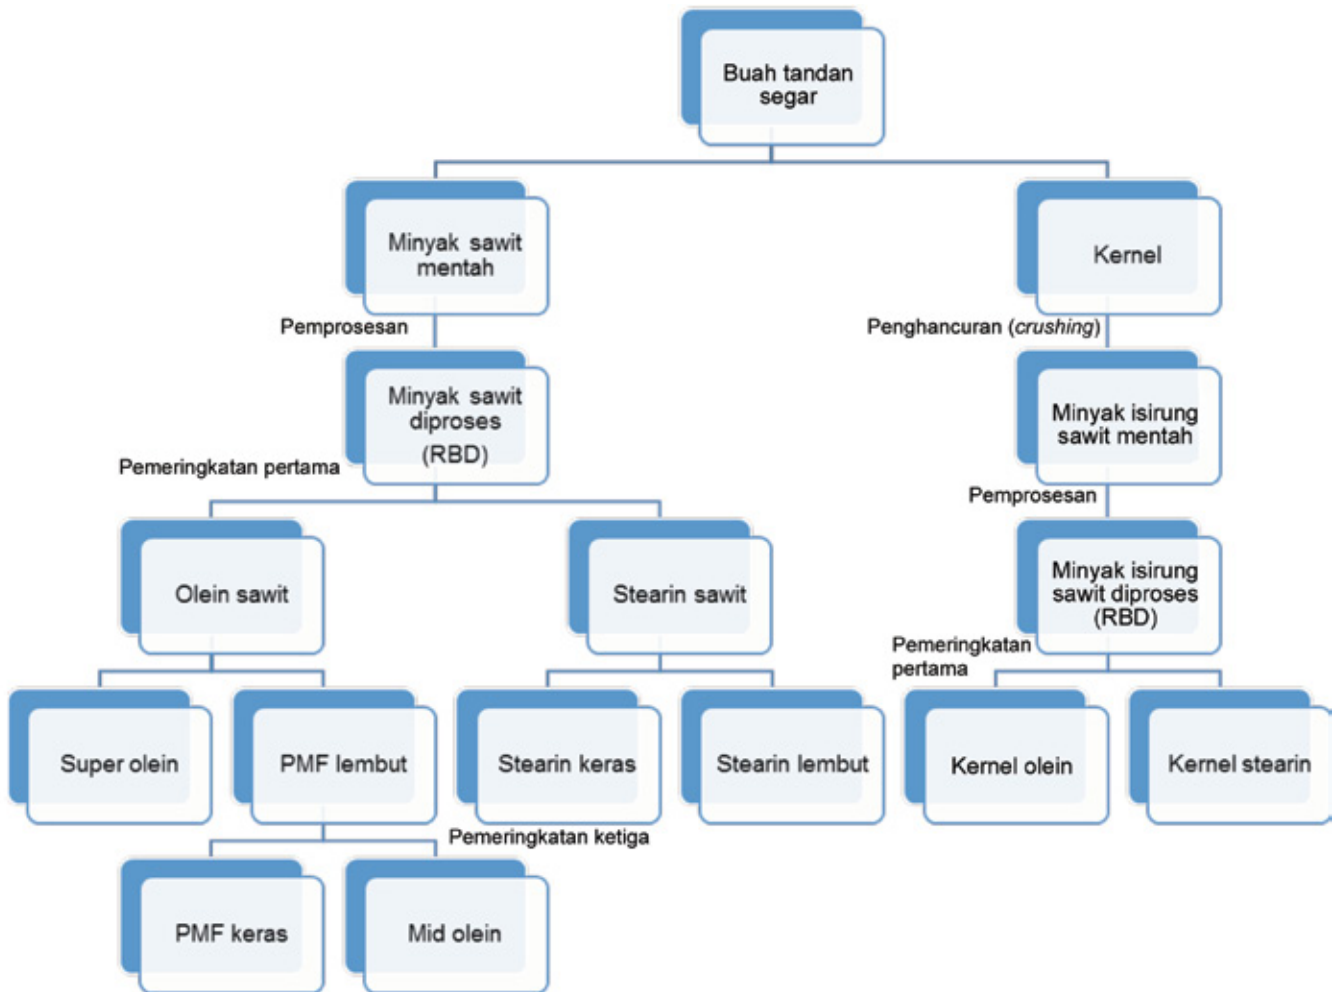 Buah tandan
segar
Minyak sawit
mentah
Kernel
Pemprosesan
Penghancuran (crushing)
Minyak sawit
diproses
(RBD)
Minyak isirung
sawit mentah
Pemeringkatan pertama
Pemprosesan
Olein sawit
Stearin sawit
Minyak isirung
sawit diproses
(RBD)
Pemeringkatan
pertama
Super olein
PMF lembut
Stearin keras
Stearin lembut
Kernel olein
Kernel stearin
Pemeringkatan ketiga
PMF keras
Mid olein